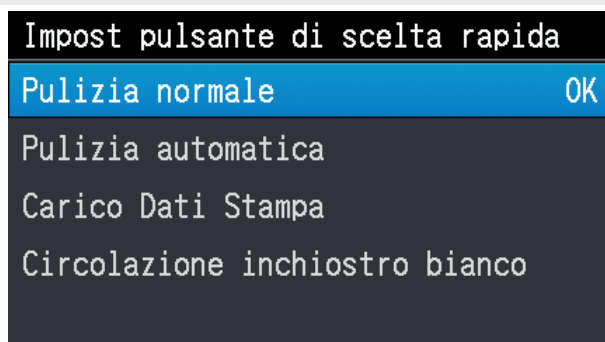 Impost pulsante di scelta rapida
Pulizia normale OK
Pulizia automatica
Carico Dati Stampa
Circolazione inchiostro bianco